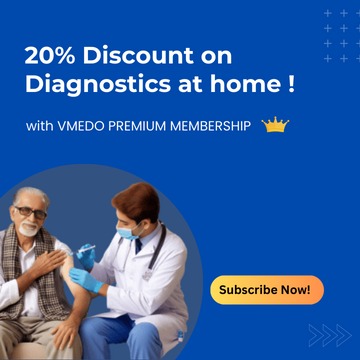 20% Discount on
Diagnostics at home !
with VMEDO PREMIUM MEMBERSHIP
Subscribe Now!